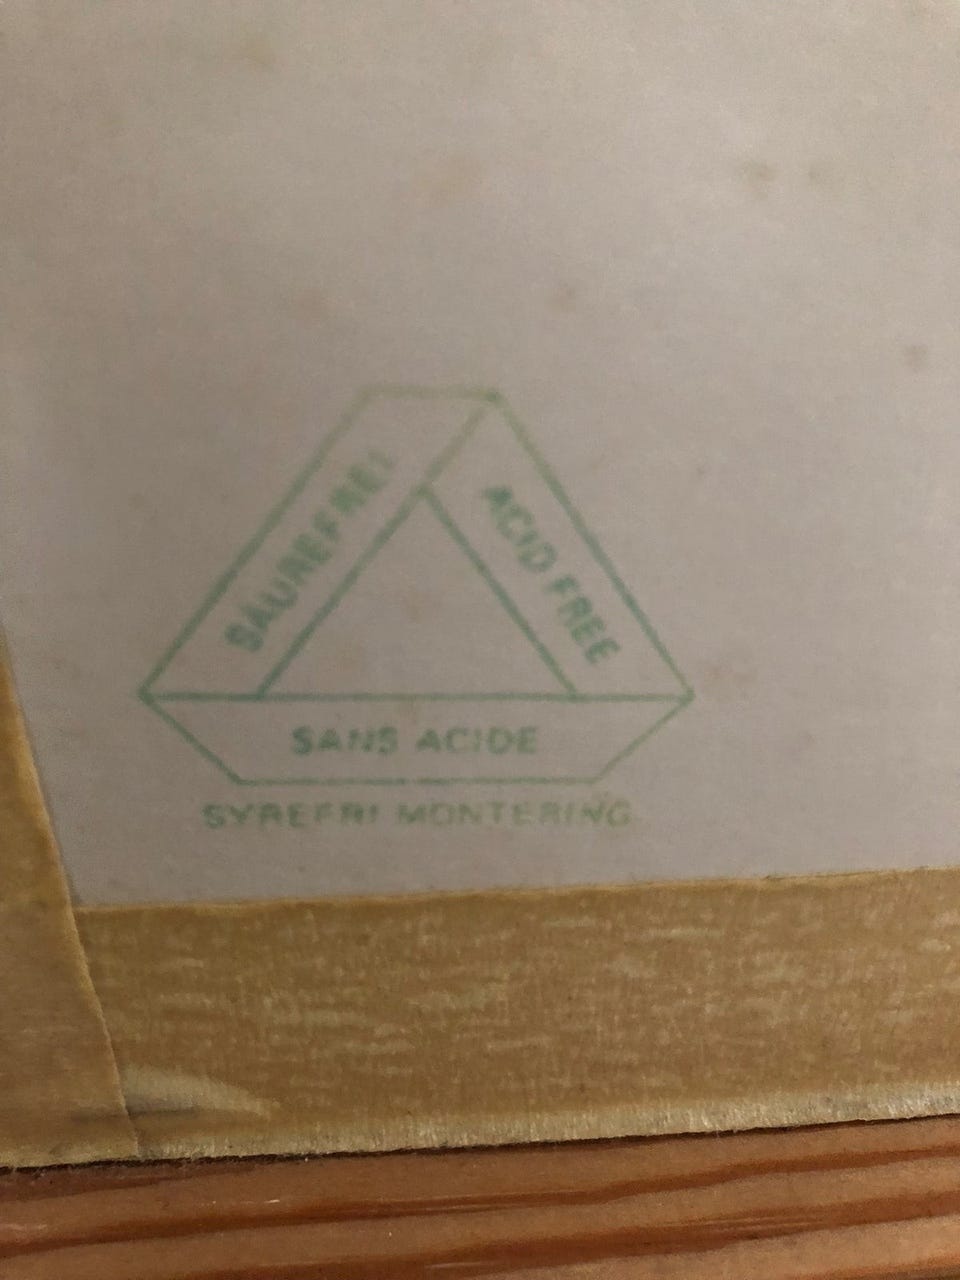 SÄUREFREI
ACID FREE
SANS ACIDE
SYREFRI MONTERING